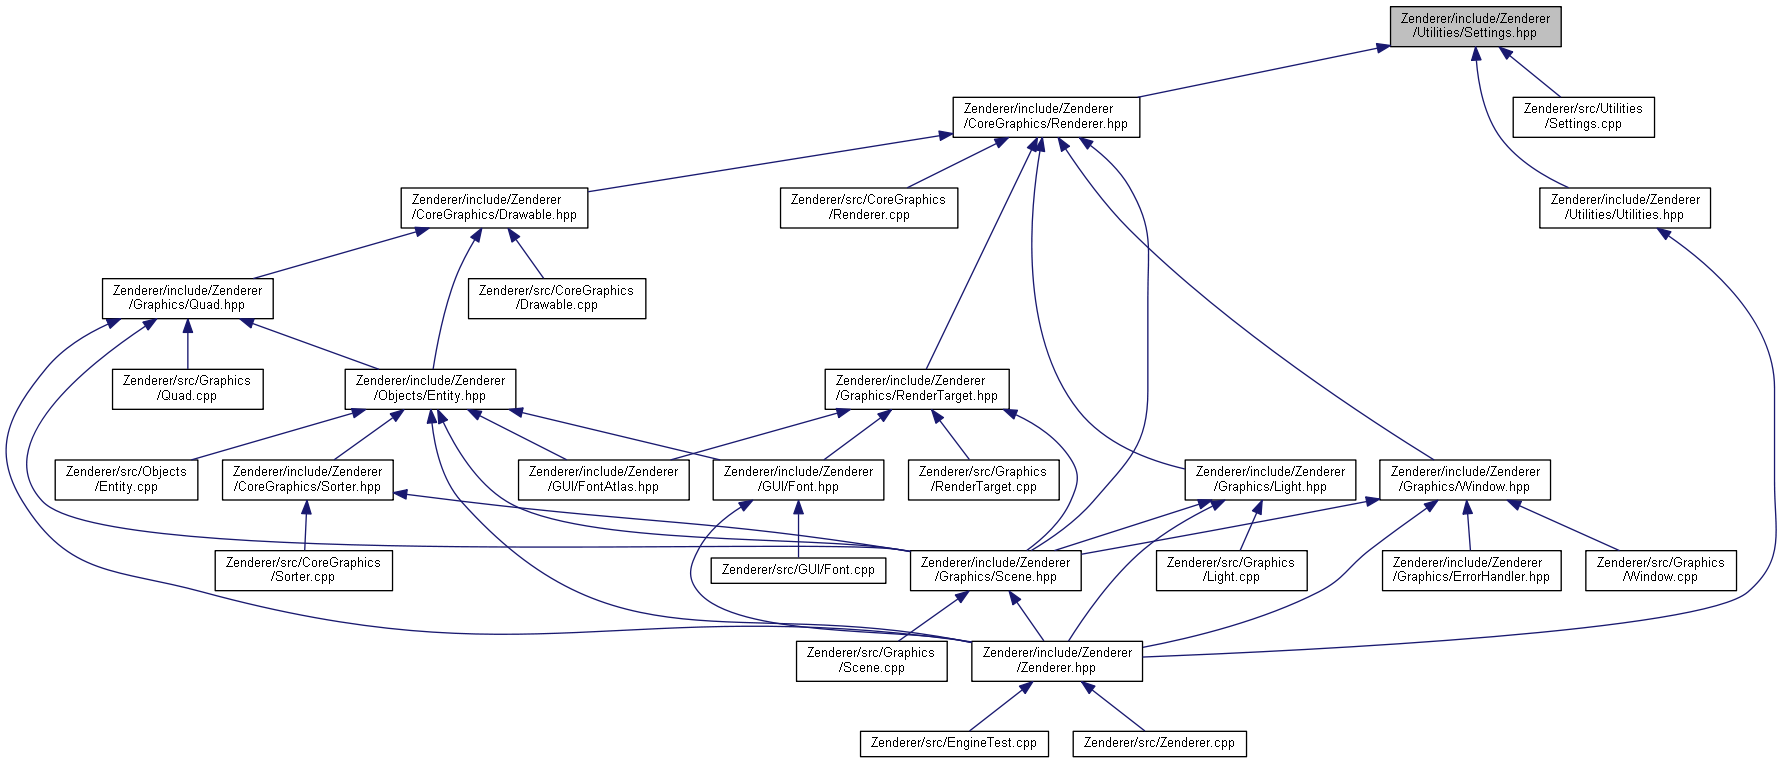 Zenderer/include/Zenderer
/Utilities/Settings.hpp
Zenderer/include/Zenderer
/CoreGraphics/Renderer.hpp
Zenderer/src/Utilities
/Settings.cpp
Zenderer/include/Zenderer
/CoreGraphics/Drawable.hpp
Zenderer/src/CoreGraphics
/Renderer.cpp
Zenderer/include/Zenderer
/Utilities/Utilities.hpp
Zenderer/include/Zenderer
/Graphics/Quad.hpp
Zenderer/src/CoreGraphics
/Drawable.cpp
Zenderer/src/Graphics
/Quad.cpp
Zenderer/include/Zenderer
/Objects/Entity.hpp
Zenderer/include/Zenderer
/Graphics/RenderTarget.hpp
Zenderer/src/Objects
/Entity.cpp
Zenderer/include/Zenderer
/CoreGraphics/Sorter.hpp
Zenderer/include/Zenderer
/GUI/FontAtlas.hpp
Zenderer/include/Zenderer
/GUI/Font.hpp
Zenderer/src/Graphics
/RenderTarget.cpp
Zenderer/include/Zenderer
/Graphics/Light.hpp
Zenderer/include/Zenderer
/Graphics/Window.hpp
Zenderer/src/CoreGraphics
/Sorter.cpp
Zenderer/src/GUI/Font.cpp
Zenderer/include/Zenderer
/Graphics/Scene.hpp
Zenderer/src/Graphics
/Light.cpp
Zenderer/include/Zenderer
/Graphics/ErrorHandler.hpp
Zenderer/src/Graphics
/Window.cpp
Zenderer/src/Graphics
/Scene.cpp
Zenderer/include/Zenderer
/Zenderer.hpp
Zenderer/src/EngineTest.cpp
Zenderer/src/Zenderer.cpp